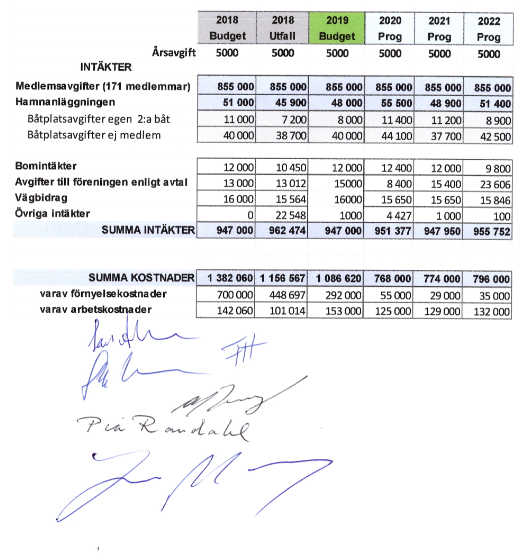 2018 2018 2019 2020 2021 2022
Budget Utfall Budget Prog Prog Prog
Årsavgift 5000 5000 5000 5000 5000 5000
INTÄKTER
Medlemsavgifter (171 medlemmar) 855 000 855 000 855 000 855 000 855 000 855 000
Hamnanläggningen 51 000 45 900 48 000 55 500 48 900 51 400
Båtplatsavgifter egen 2:a båt 11 000 7 200 8 000 11 400 11 200 8 900
Båtplatsavgifter ej medlem 40 000 38 700 40 000 44 100 37 700 42 500
Bomintäkter 12 000 10 450 12 000 12 400 12 000 9 800
Avgifter till föreningen enligt avtal 13 000 13 012 15000 8 400 15 400 23 606
Vägbidrag 16 000 15 564 16000 15 650 15 650 15 846
Övriga intäkter 0 22 548 1000 4 427 1 000 100
SUMMA INTÄKTER 947 000 962 474 947 000 951 377 947 950 955 752
SUMMA KOSTNADER 1 382 060 1 156 567 1 086 620 768 000 774 000 796 000
varav förnyelsekostnader 700 000 448 697 292 000 55 000 29 000 35 000
varav arbetskostnader 142 060 101 014 153 000 125 000 129 000 132 000
Pia Randahl